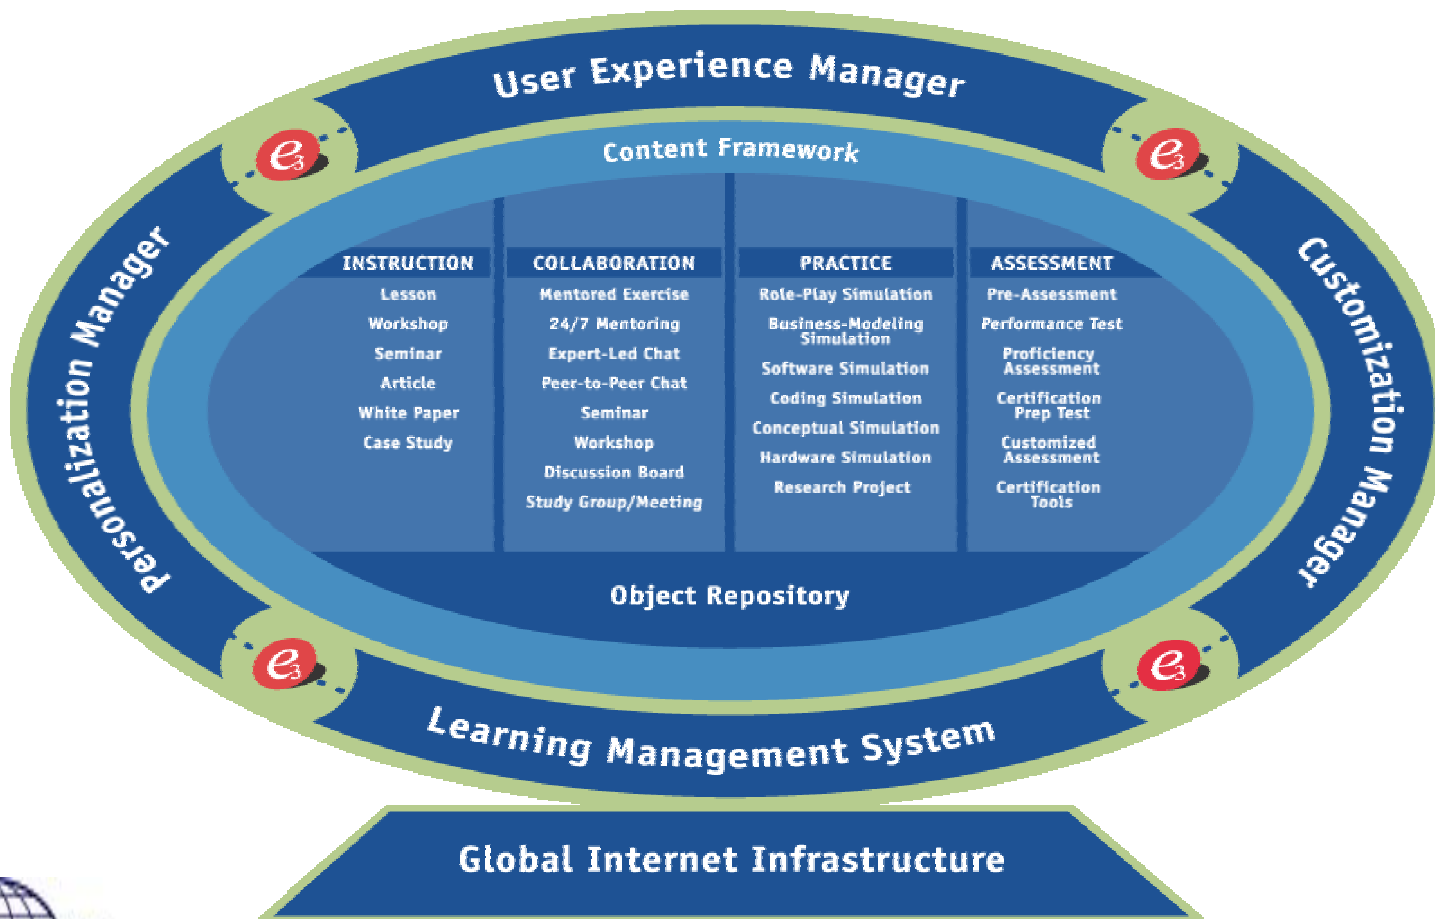 User Experience Manager
Content Framework
Personalization Manager
Customization Manager
e3
e3
INSTRUCTION
Lesson
Workshop
Seminar
Article
White Paper
Case Study
COLLABORATION
Mentored Exercise
24/7 Mentoring
Expert-Led Chat
Peer-to-Peer Chat
Seminar
Workshop
Discussion Board
Study Group/Meeting
PRACTICE
Role-Play Simulation
Business-Modeling
Simulation
Software Simulation
Coding Simulation
Conceptual Simulation
Hardware Simulation
Research Project
ASSESSMENT
Pre-Assessment
Performance Test
Proficiency
Assessment
Certification
Prep Test
Customized
Assessment
Certification
Tools
Object Repository
e3
e3
Learning Management System
Global Internet Infrastructure